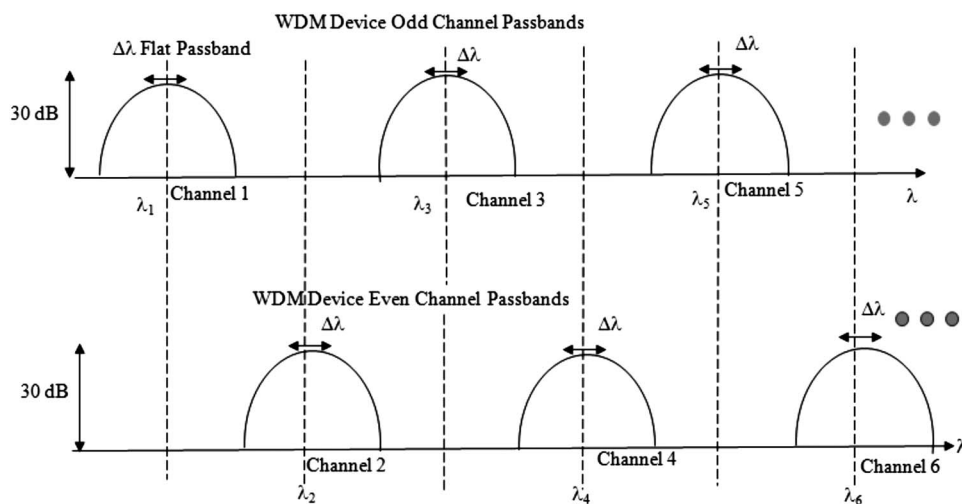 WDM Device Odd Channel Passbands
Δλ Flat Passband
Δλ
Δλ
30 dB
Channel 1
Channel 3
Channel 5
λ1
λ3
λ5
λ
WDM Device Even Channel Passbands
Δλ
Δλ
Δλ
30 dB
Channel 2
Channel 4
Channel 6
λ
λ2
λ4
λ6